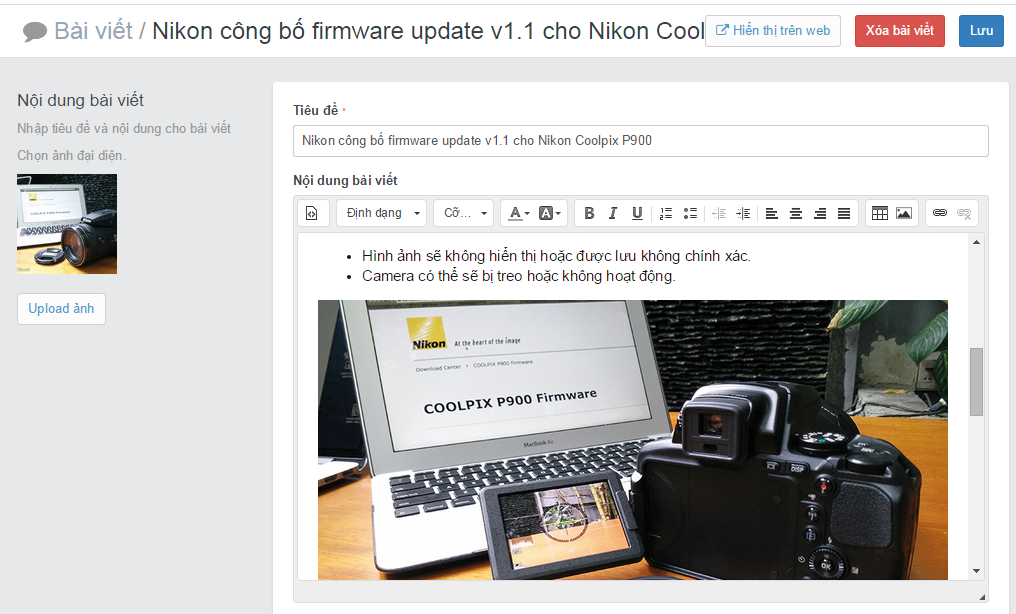 Bài viết / Nikon công bố firmware update v1.1 cho Nikon Cool
Hiển thị trên web
Xóa bài viết
Lưu
Nội dung bài viết
Nhập tiêu đề và nội dung cho bài viết
Chọn ảnh đại diện.
Upload ảnh
Tiêu đề *
Nikon công bố firmware update v1.1 cho Nikon Coolpix P900
Nội dung bài viết
Định dạng
Cỡ...
A
A
B I U
Hình ảnh sẽ không hiển thị hoặc được lưu không chính xác.
Camera có thể sẽ bị treo hoặc không hoạt động.
Nikon At the heart of the image
Download Center > COOLPIX P900 Firmware
COOLPIX P900 Firmware
MacBook Air
DISP
OK